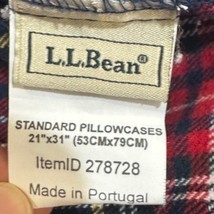 L.L.Bean®
STANDARD PILLOWCASES
21"x31" (53CMx79CM)
ItemID 278728
Made in Portugal